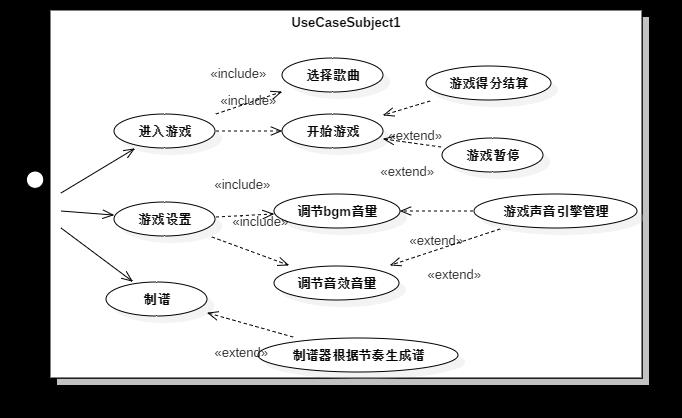 UseCaseSubject1
«include»
选择歌曲
游戏得分结算
«include»
进入游戏
开始游戏
«extend»
游戏暂停
«extend»
«include»
游戏设置
«include»
调节bgm音量
游戏声音引擎管理
«extend»
调节音效音量
«extend»
制谱
«extend»
制谱器根据节奏生成谱